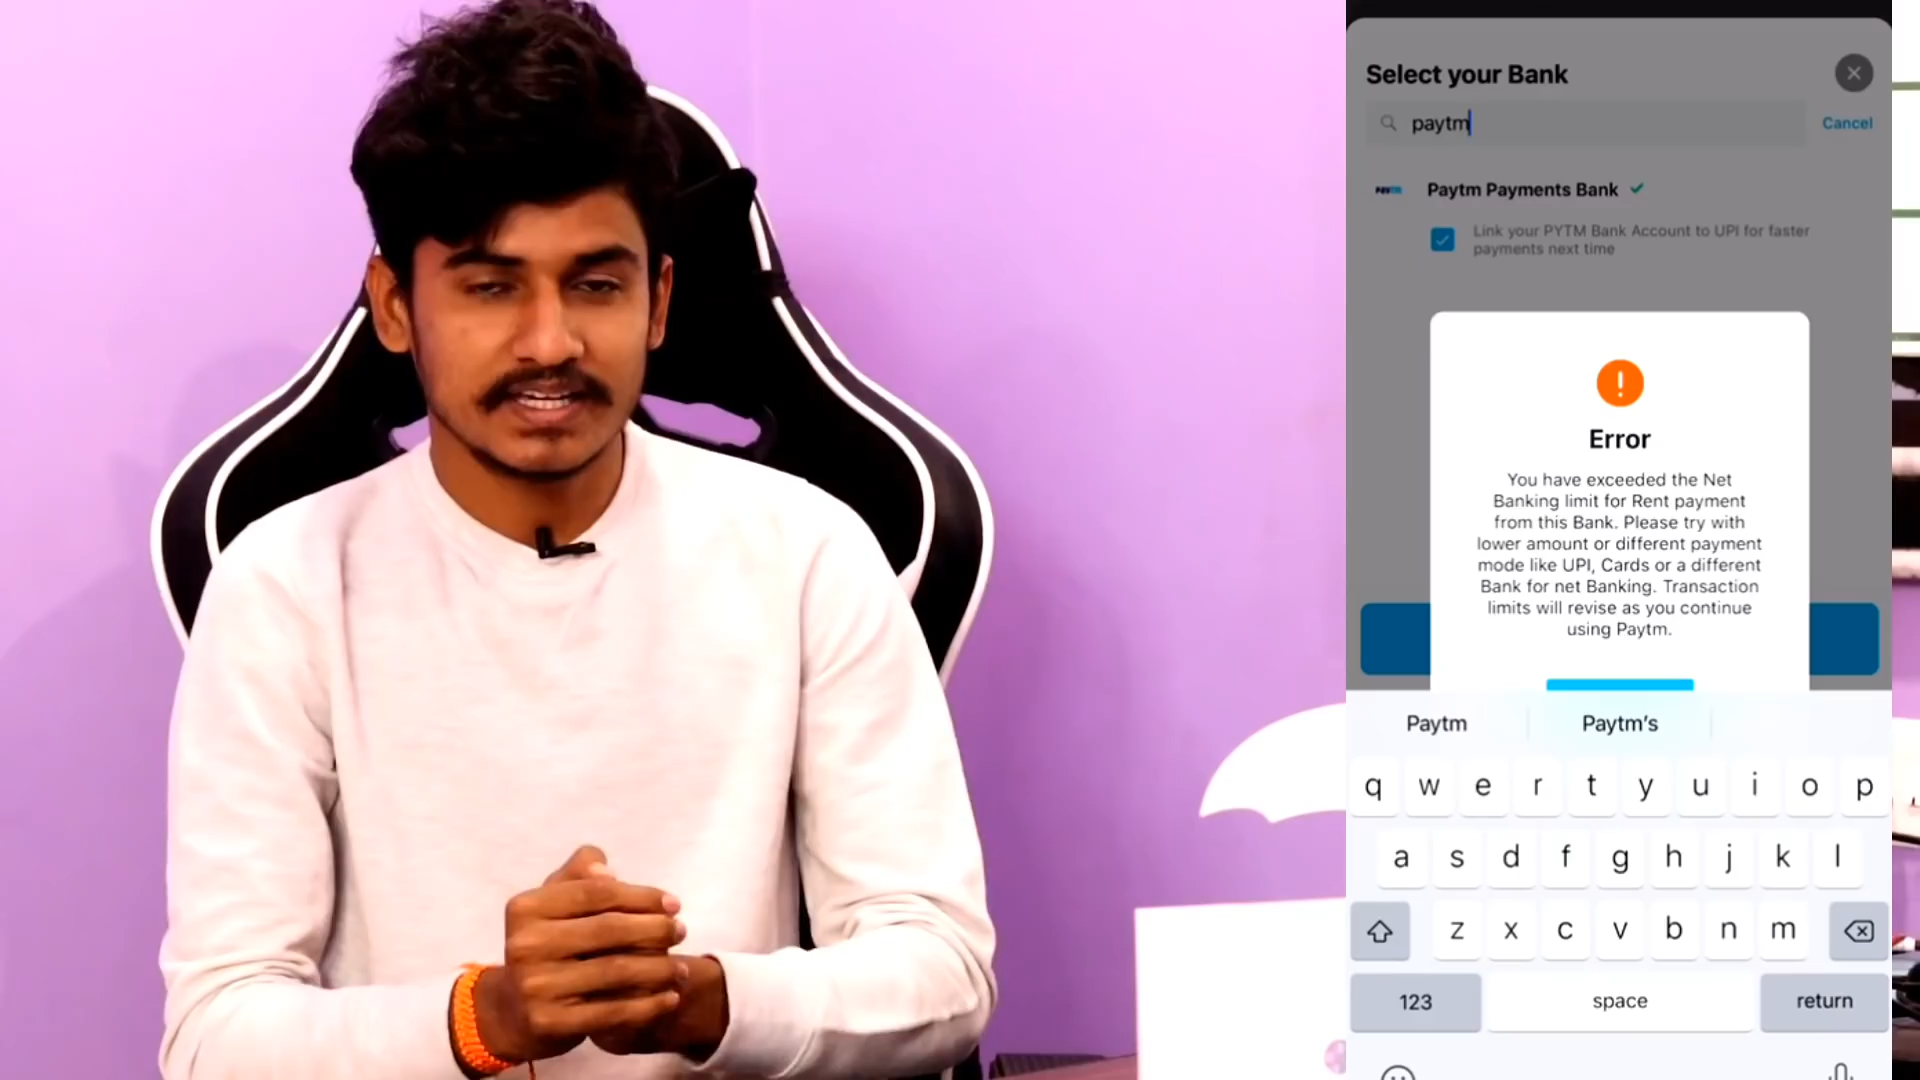 Select your Bank
paytm
Cancel
Paytm Payments Bank
Link your PYTM Bank Account to UPI for faster
payments next time
Error
You have exceeded the Net
Banking limit for Rent payment
from this Bank. Please try with
lower amount or different payment
mode like UPI, Cards or a different
Bank for net Banking. Transaction
limits will revise as you continue
using Paytm.
Paytm
Paytm's
q w e r t y u i o p
a s d f g h j k l
z x c v b n m
123
space
return